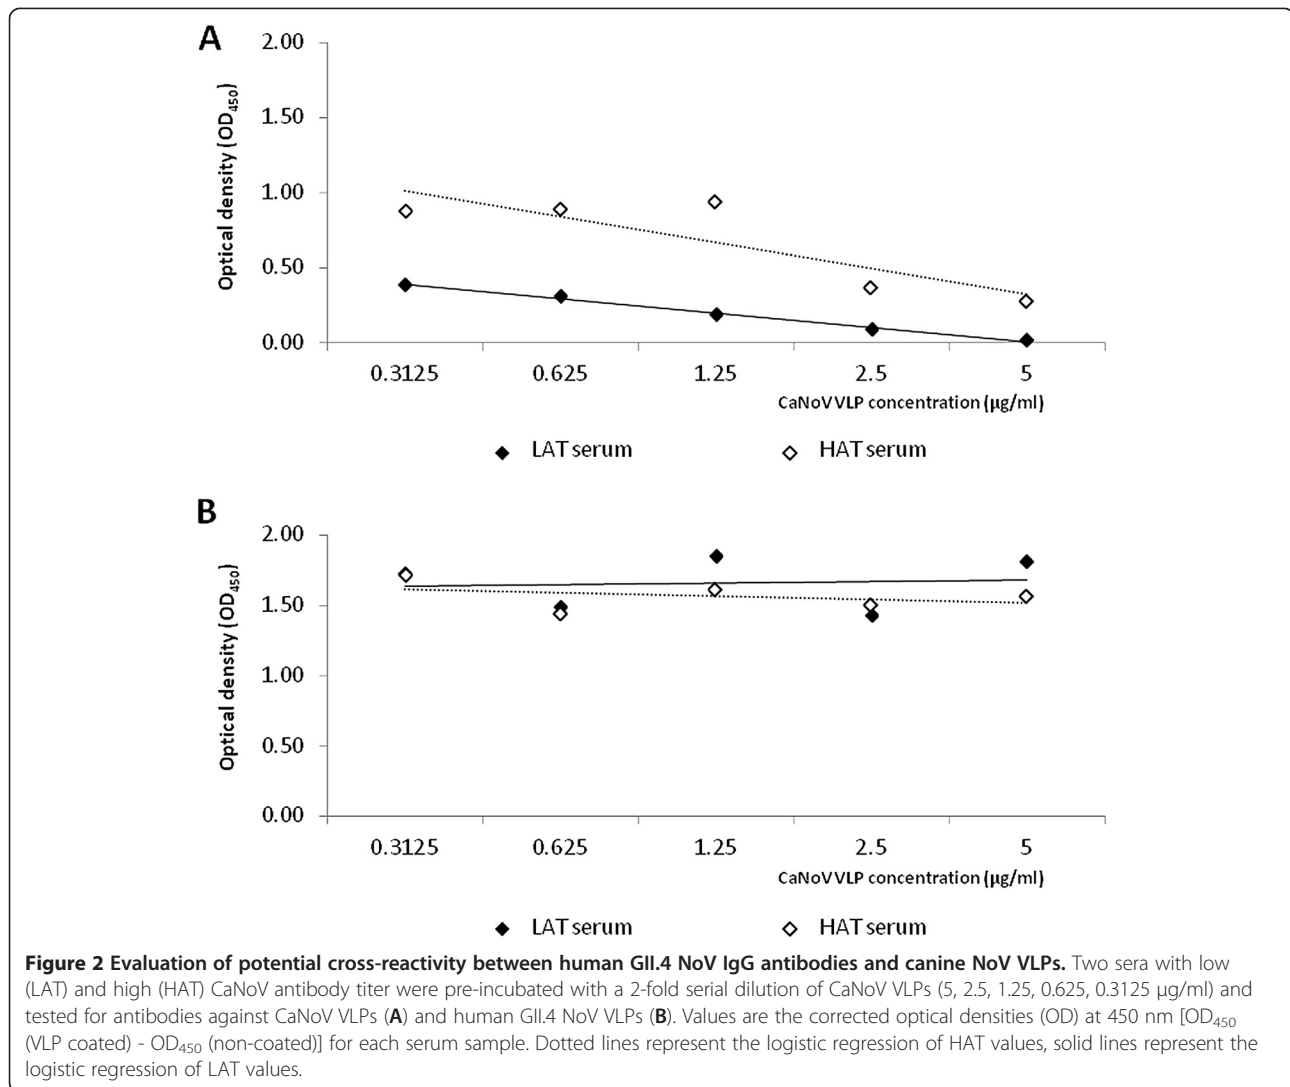 A
2.00
1.50
1.00
0.50
0.00
Optical density (OD450)
0.3125 0.625 1.25 2.5 5
CaNoV VLP concentration (µg/ml)
LAT serum HAT serum
B
2.00
1.50
1.00
0.50
0.00
Optical density (OD450)
0.3125 0.625 1.25 2.5 5
CaNoV VLP concentration (µg/ml)
LAT serum HAT serum
Figure 2 Evaluation of potential cross-reactivity between human GII.4 NoV IgG antibodies and canine NoV VLPs. Two sera with low
(LAT) and high (HAT) CaNoV antibody titer were pre-incubated with a 2-fold serial dilution of CaNoV VLPs (5, 2.5, 1.25, 0.625, 0.3125 µg/ml) and
tested for antibodies against CaNoV VLPs (A) and human GII.4 NoV VLPs (B). Values are the corrected optical densities (OD) at 450 nm [OD450
(VLP coated) - OD450 (non-coated)] for each serum sample. Dotted lines represent the logistic regression of HAT values, solid lines represent the
logistic regression of LAT values.